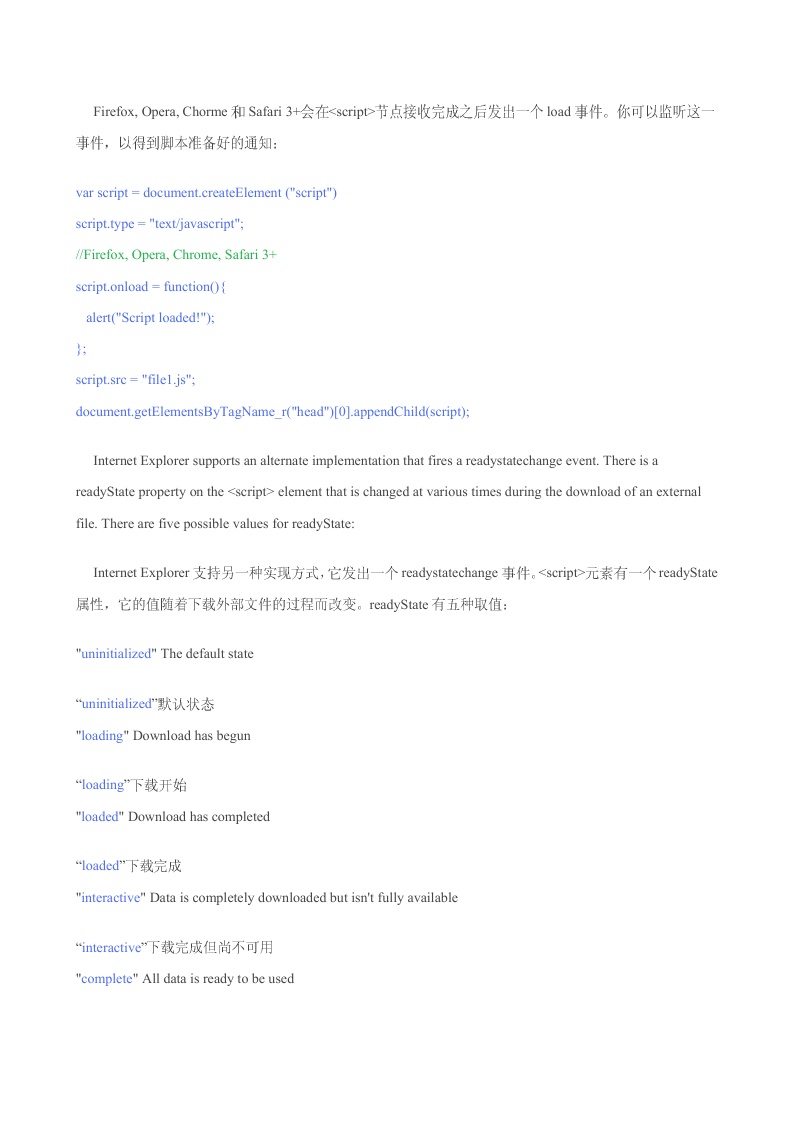 Firefox, Opera, Chorme 和 Safari 3+会在<script>节点接收完成之后发出一个 load 事件。你可以监听这一
事件，以得到脚本准备好的通知：
var script = document.createElement ("script")
script.type = "text/javascript";
//Firefox, Opera, Chrome, Safari 3+
script.onload = function(){
alert("Script loaded!");
};
script.src = "file1.js";
document.getElementsByTagName_r("head")[0].appendChild(script);
Internet Explorer supports an alternate implementation that fires a readystatechange event. There is a
readyState property on the <script> element that is changed at various times during the download of an external
file. There are five possible values for readyState:
Internet Explorer 支持另一种实现方式，它发出一个 readystatechange 事件。<script>元素有一个 readyState
属性，它的值随着下载外部文件的过程而改变。readyState 有五种取值：
"uninitialized" The default state
“uninitialized”默认状态
"loading" Download has begun
“loading”下载开始
"loaded" Download has completed
“loaded”下载完成
"interactive" Data is completely downloaded but isn't fully available
“interactive”下载完成但尚不可用
"complete" All data is ready to be used